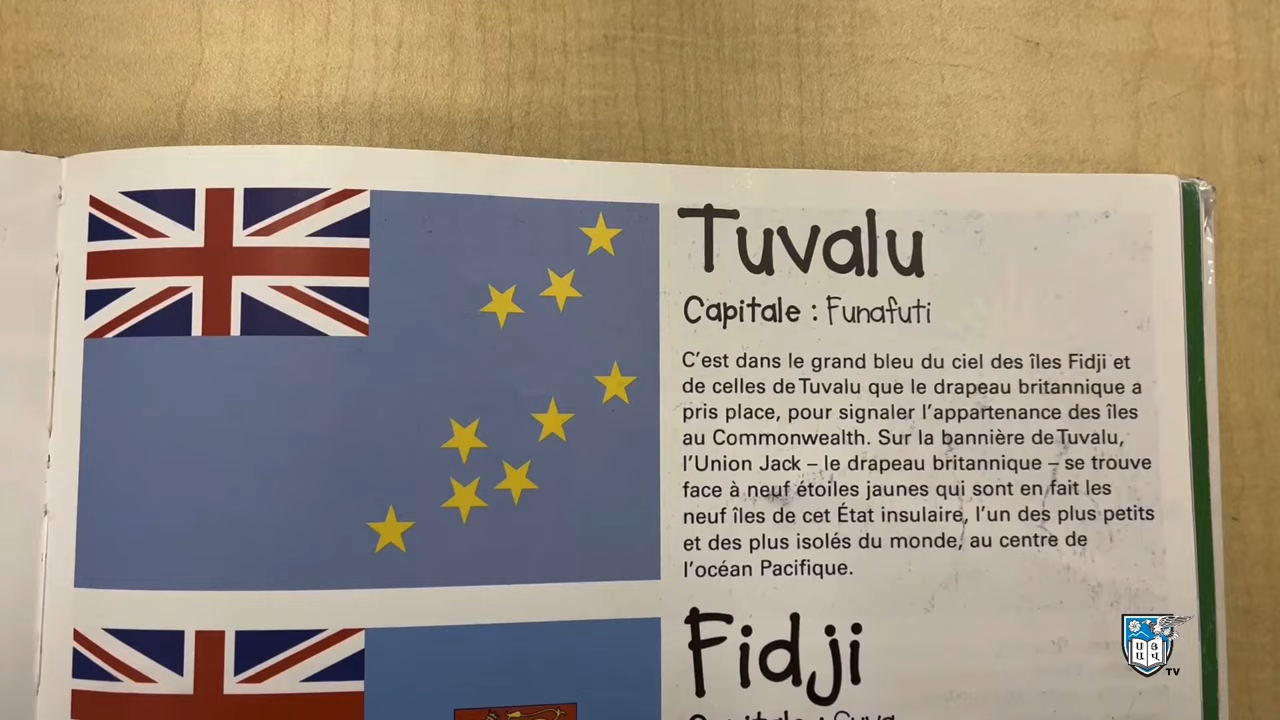 Tuvalu
Capitale : Funafuti
C'est dans le grand bleu du ciel des îles Fidji et
de celles de Tuvalu que le drapeau britannique a
pris place, pour signaler l'appartenance des îles
au Commonwealth. Sur la bannière de Tuvalu,
l'Union Jack – le drapeau britannique – se trouve
face à neuf étoiles jaunes qui sont en fait les
neuf îles de cet État insulaire, l'un des plus petits
et des plus isolés du monde, au centre de
l'océan Pacifique.
Fidji
Capitale : Suva
TV